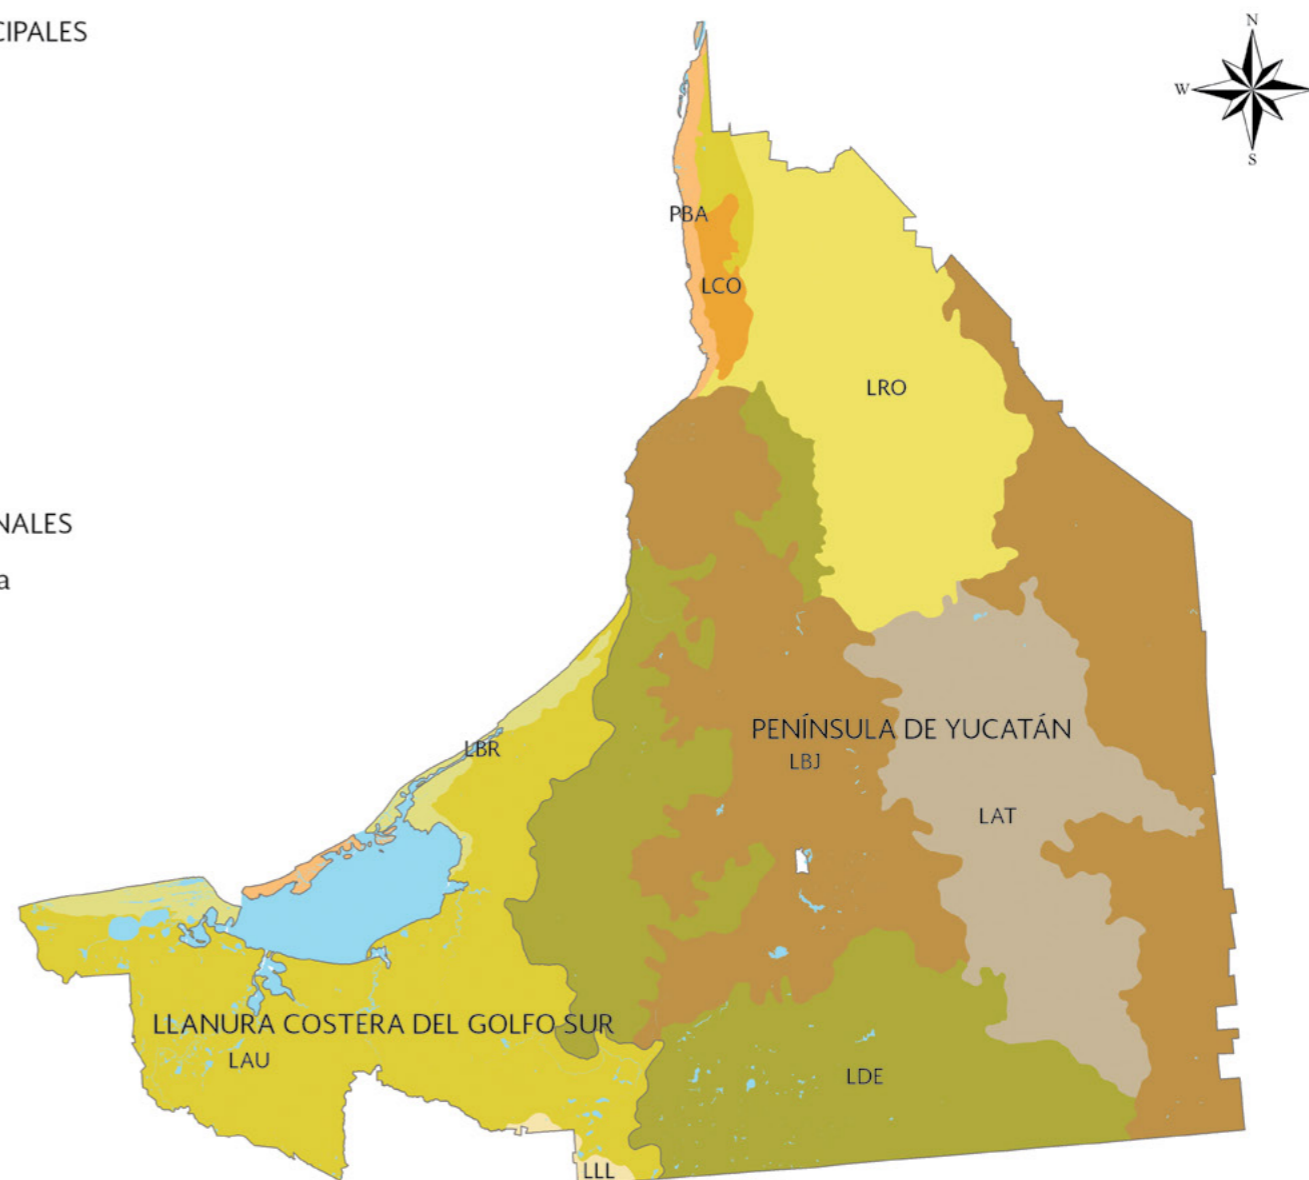 CIPALES
N
W
S
PBA
LCO
LRO
NALES
a
PENÍNSULA DE YUCATÁN
LBR
LBJ
LAT
LLANURA COSTERA DEL GOLFO SUR
LAU
LDE
LLL